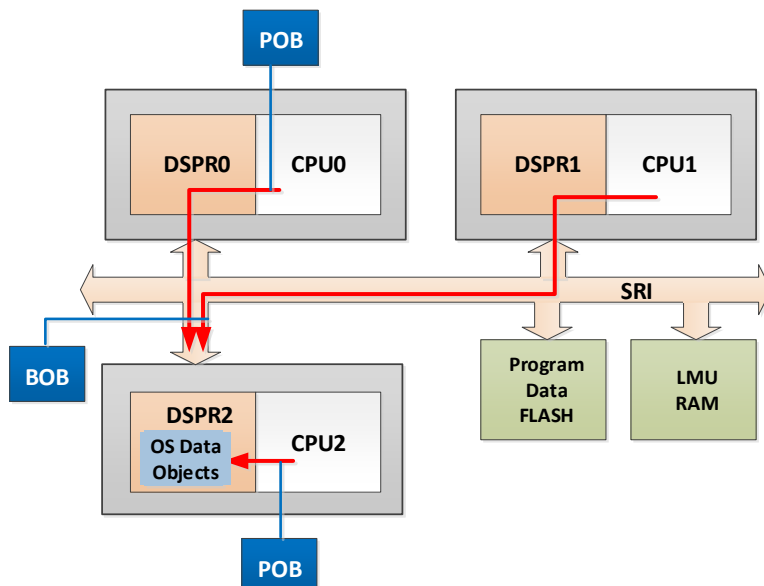 POB
DSPR0
CPU0
DSPR1
CPU1
SRI
BOB
DSPR2
OS Data
Objects
CPU2
Program
Data
FLASH
LMU
RAM
POB